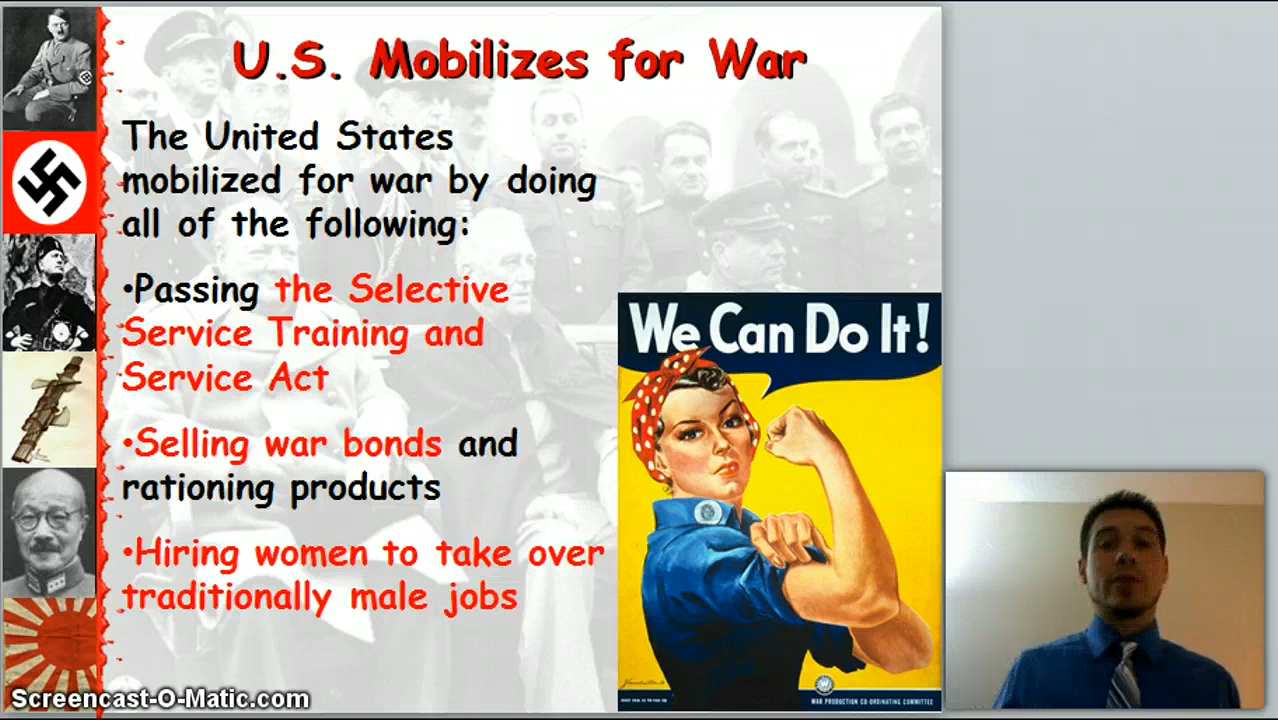 U.S. Mobilizes for War
The United States
mobilized for war by doing
all of the following:
•Passing the Selective
Service Training and
Service Act
•Selling war bonds and
rationing products
•Hiring women to take over
traditionally male jobs
We Can Do It!
WAR PRODUCTION CO-ORDINATING COMMITTEE
Screencast-O-Matic.com